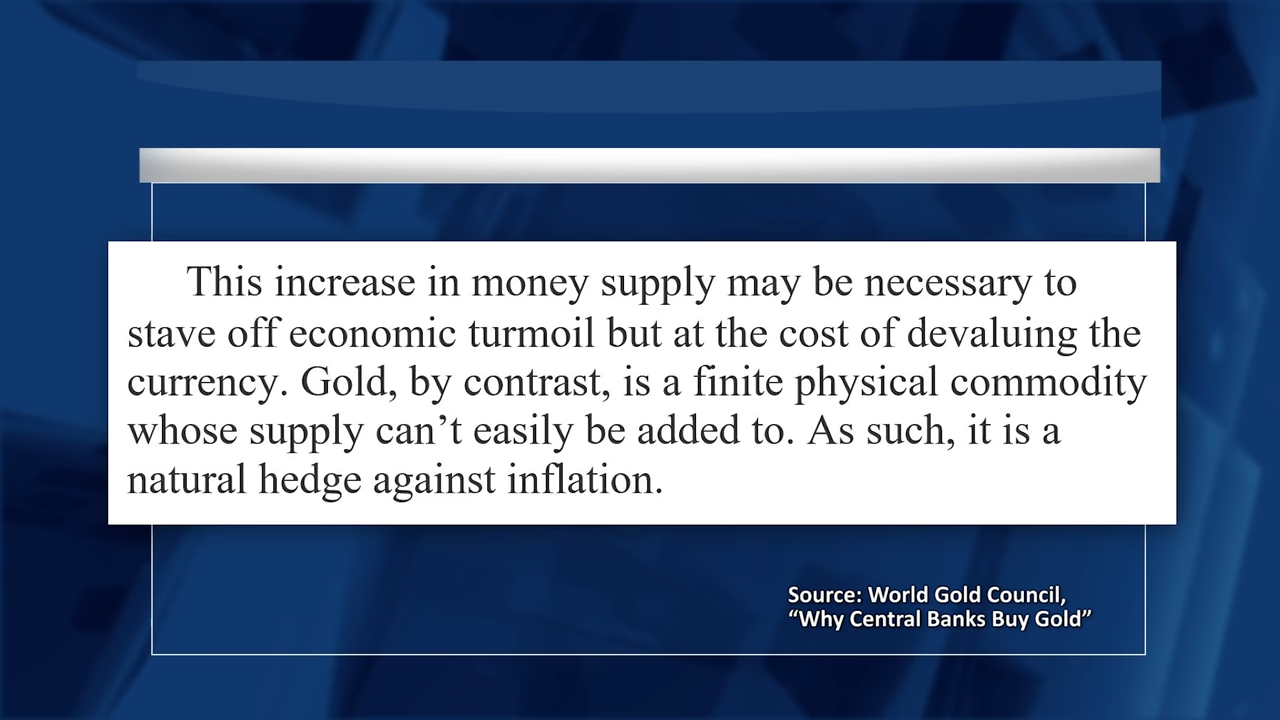 This increase in money supply may be necessary to
stave off economic turmoil but at the cost of devaluing the
currency. Gold, by contrast, is a finite physical commodity
whose supply can’t easily be added to. As such, it is a
natural hedge against inflation.
Source: World Gold Council,
“Why Central Banks Buy Gold”